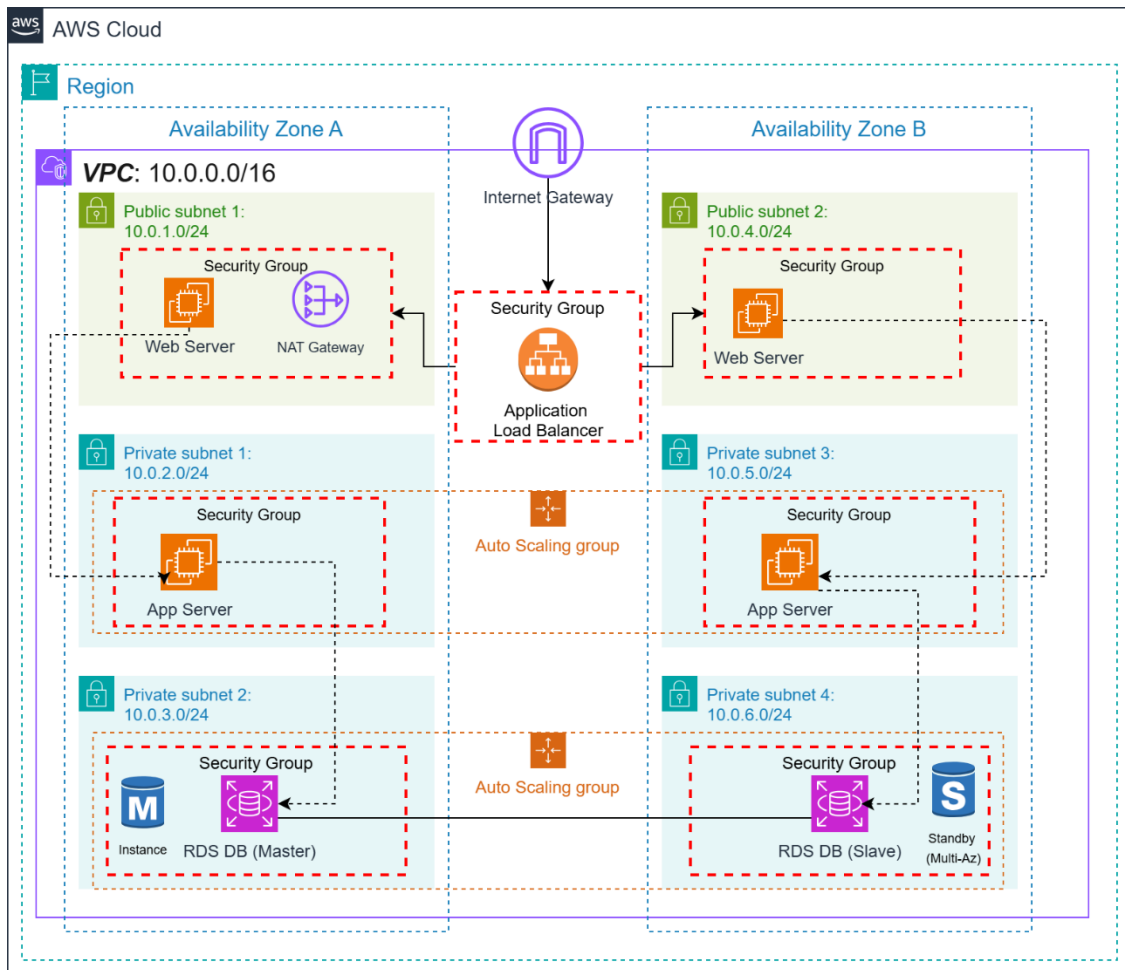 aws
AWS Cloud
Region
Availability Zone A
Availability Zone B
VPC: 10.0.0.0/16
Internet Gateway
Public subnet 1:
10.0.1.0/24
Security Group
Web Server
NAT Gateway
Security Group
Application
Load Balancer
Public subnet 2:
10.0.4.0/24
Security Group
Web Server
Private subnet 1:
10.0.2.0/24
Security Group
App Server
Auto Scaling group
Private subnet 3:
10.0.5.0/24
Security Group
App Server
Private subnet 2:
10.0.3.0/24
Security Group
M
Instance
RDS DB (Master)
Auto Scaling group
Private subnet 4:
10.0.6.0/24
Security Group
RDS DB (Slave)
S
Standby
(Multi-Az)